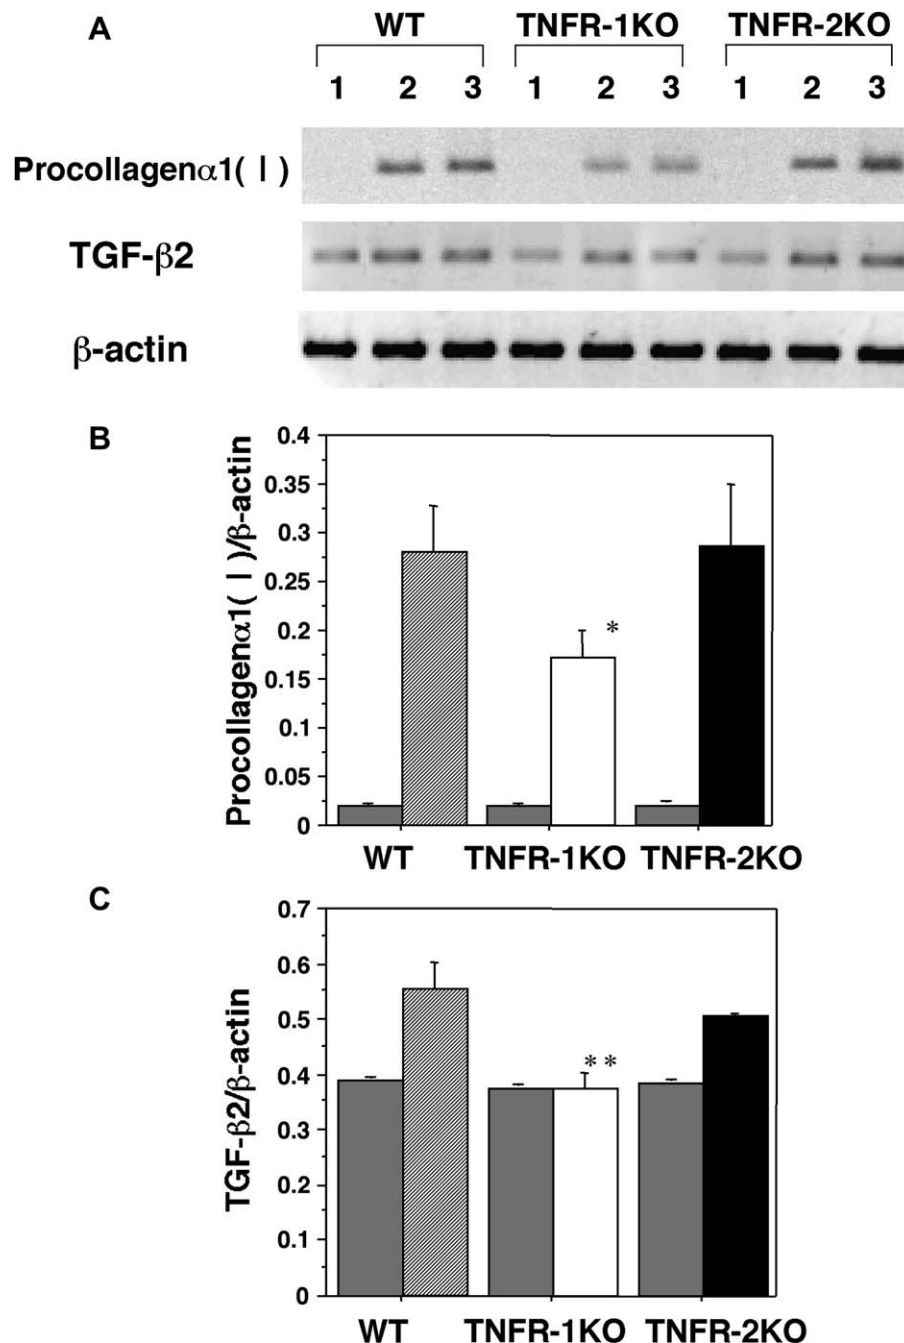 A
WT TNFR-1KO TNFR-2KO
1 2 3 1 2 3 1 2 3
Procollagenα1(Ⅰ)
TGF-β2
β-actin
B
Procollagenα1(Ⅰ)/β-actin
0.4
0.35
0.3
0.25
0.2
0.15
0.1
0.05
0
*
WT TNFR-1KO TNFR-2KO
C
TGF-β2/β-actin
0.7
0.6
0.5
0.4
0.3
0.2
0.1
0
**
WT TNFR-1KO TNFR-2KO